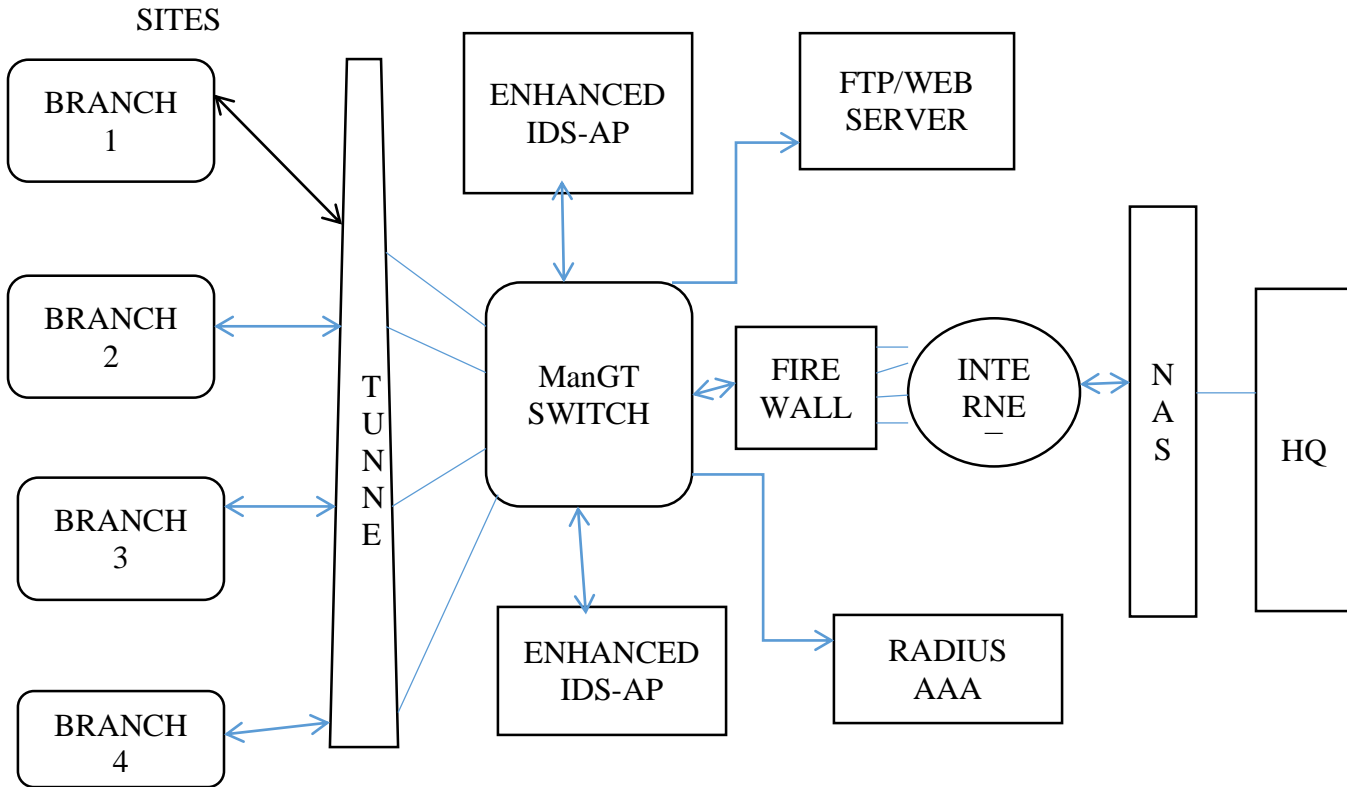 SITES
BRANCH
1
BRANCH
2
BRANCH
3
BRANCH
4
T
U
N
N
E
ENHANCED
IDS-AP
ManGT
SWITCH
ENHANCED
IDS-AP
FTP/WEB
SERVER
FIRE
WALL
INTE
RNE
RADIUS
AAA
N
A
S
HQ